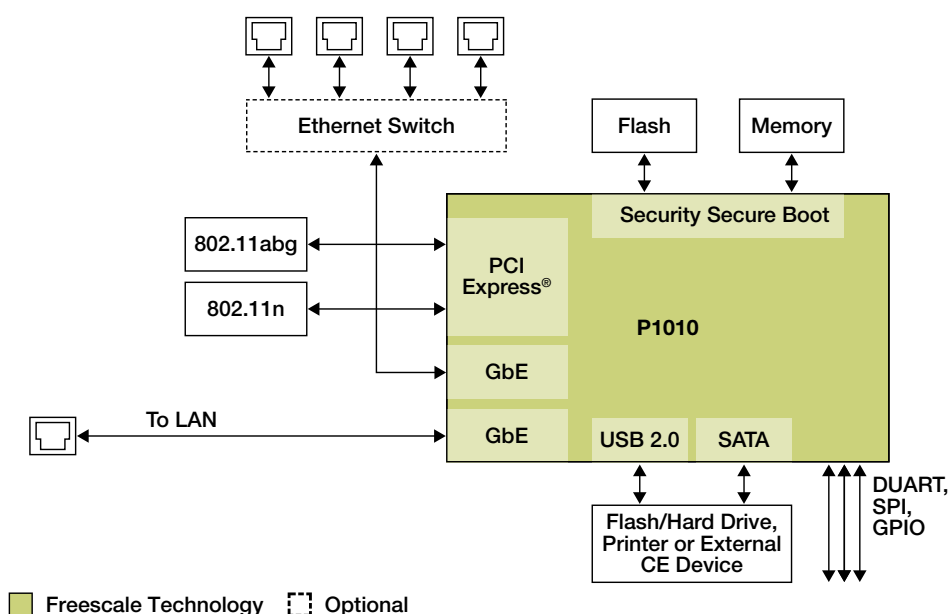 Ethernet Switch
Flash
Memory
Security Secure Boot
802.11abg
PCI
Express®
802.11n
P1010
GbE
To LAN
GbE
USB 2.0
SATA
DUART,
SPI,
GPIO
Flash/Hard Drive,
Printer or External
CE Device
Freescale Technology
Optional